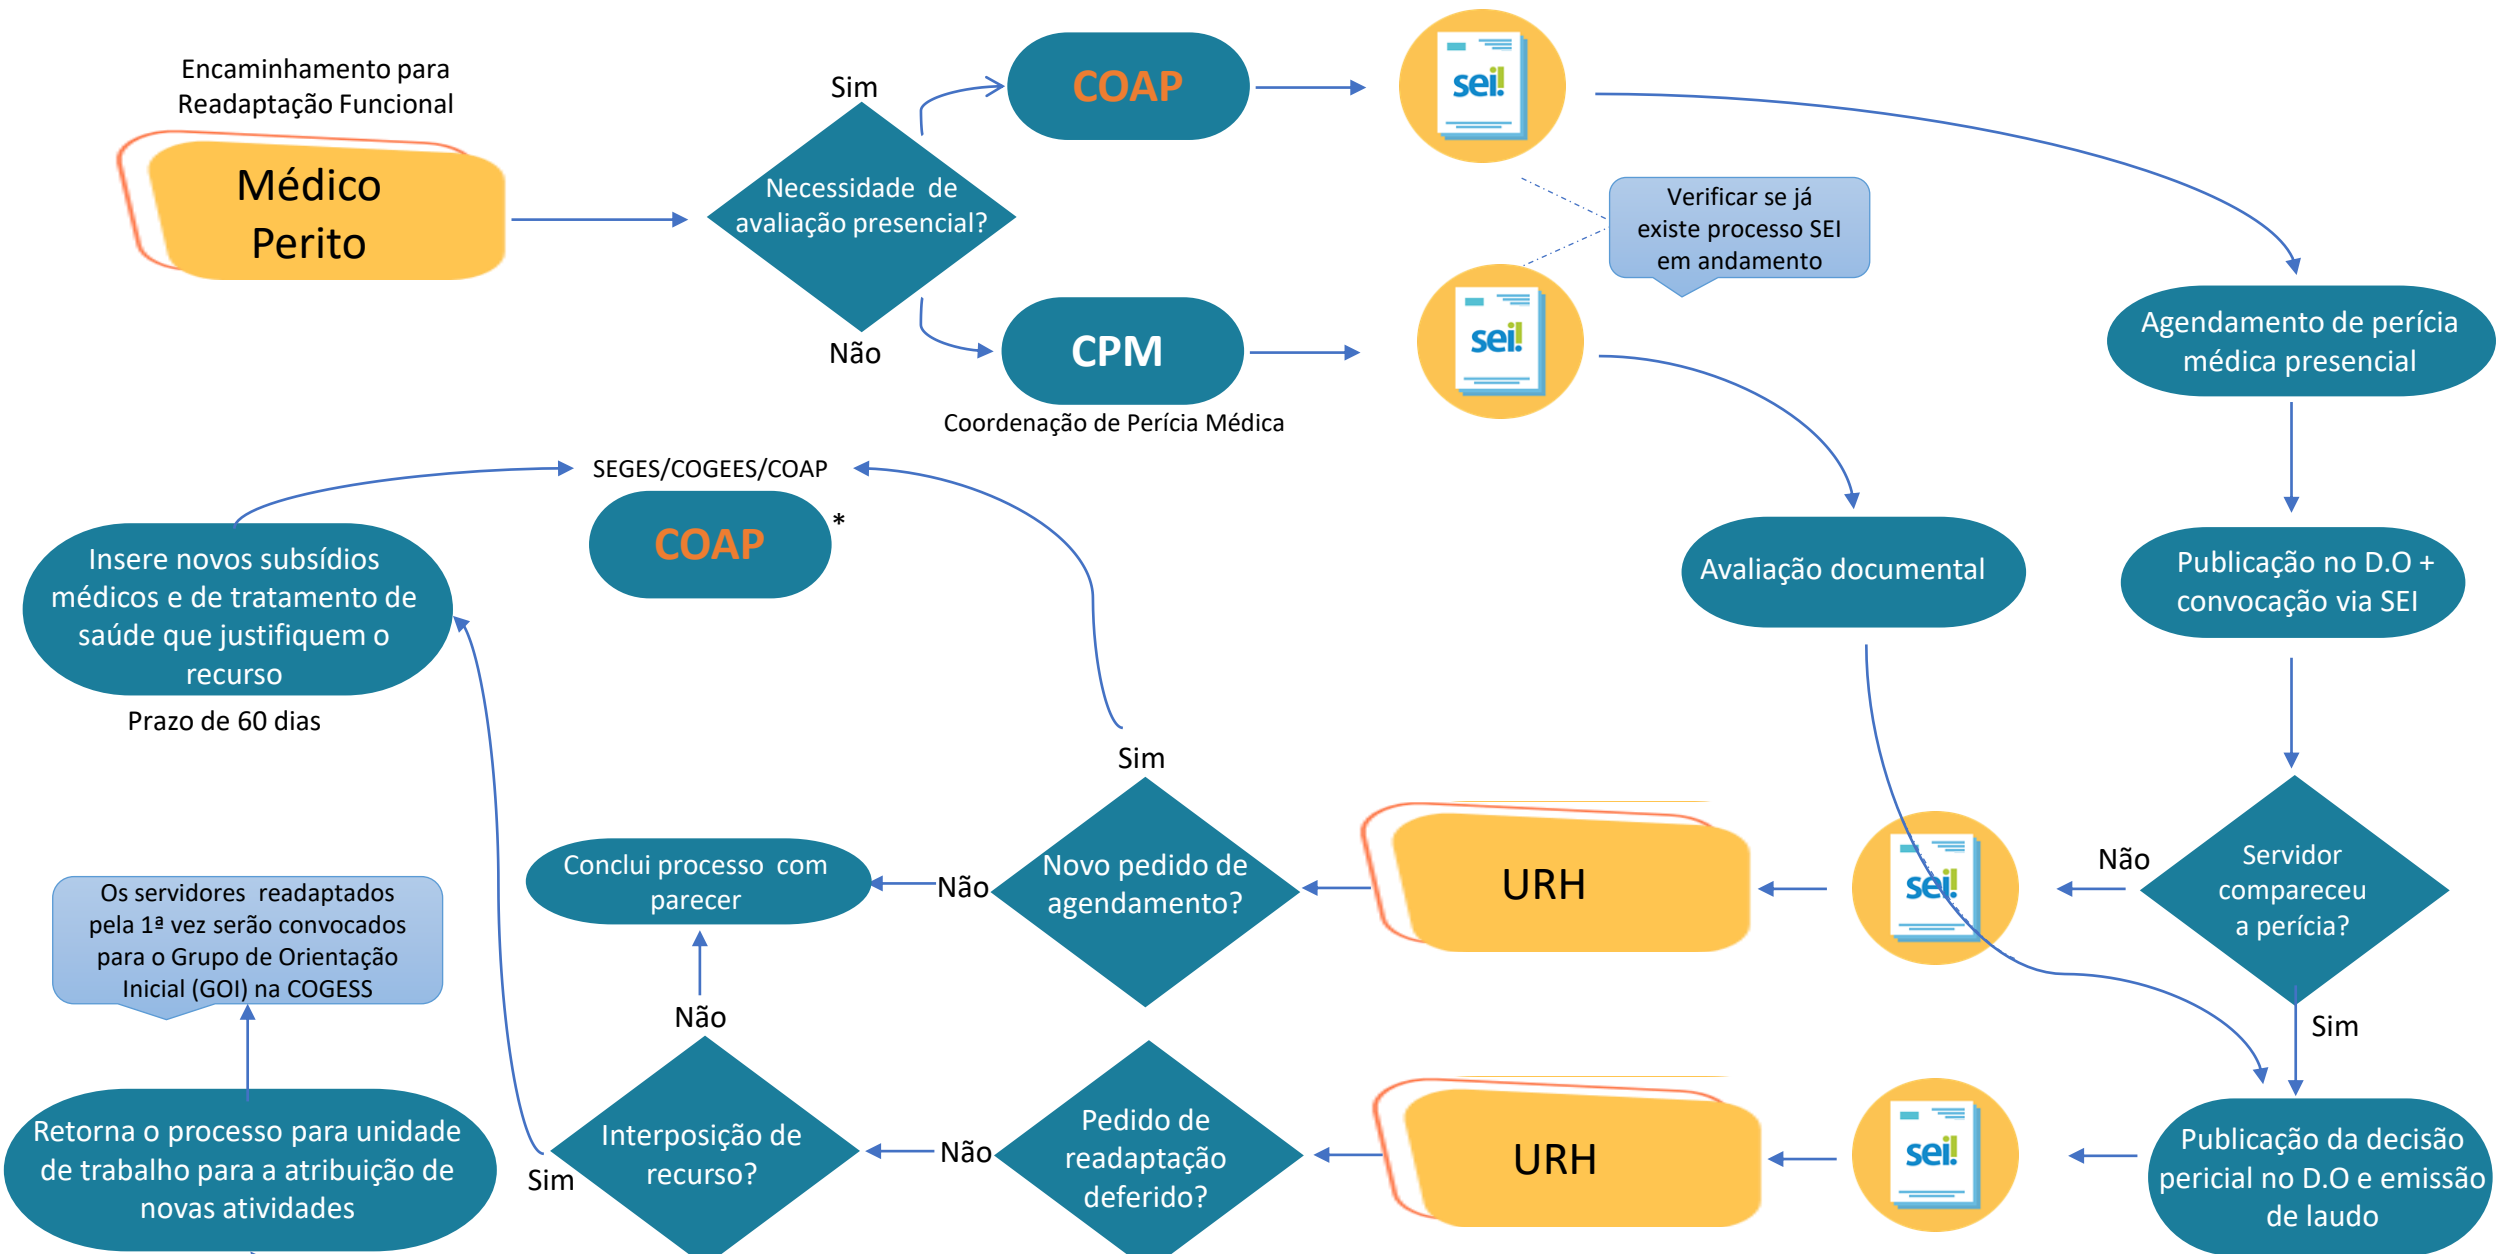 Encaminhamento para
Readaptação Funcional
Médico
Perito
Sim
Necessidade de
avaliação presencial?
Não
COAP
sei!
Verificar se já
existe processo SEI
em andamento
CPM
Coordenação de Perícia Médica
sei!
Agendamento de perícia
médica presencial
SEGES/COGEES/COAP
COAP
*
Insere novos subsídios
médicos e de tratamento de
saúde que justifiquem o
recurso
Prazo de 60 dias
Avaliação documental
Publicação no D.O +
convocação via SEI
Sim
Novo pedido de
agendamento?
Não
Conclui processo com
parecer
URH
sei!
Não
Servidor
compareceu
a perícia?
Sim
Os servidores readaptados
pela 1ª vez serão convocados
para o Grupo de Orientação
Inicial (GOI) na COGESS
Não
Retorna o processo para unidade
de trabalho para a atribuição de
novas atividades
Sim
Interposição de
recurso?
Não
Pedido de
readaptação
deferido?
URH
sei!
Publicação da decisão
pericial no D.O e emissão
de laudo